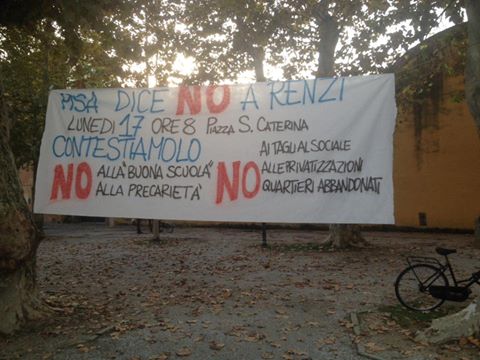 PISA DICE NO A RENZI
LUNEDÌ 17 ORE 8 PIAZZA S. CATERINA
CONTESTIAMOLO
NO ALLA "BUONA SCUOLA"
ALLA PRECARIETA'
NO AI TAGLI AL SOCIALE
ALLE PRIVATIZZAZIONI
QUARTIERI ABBANDONATI